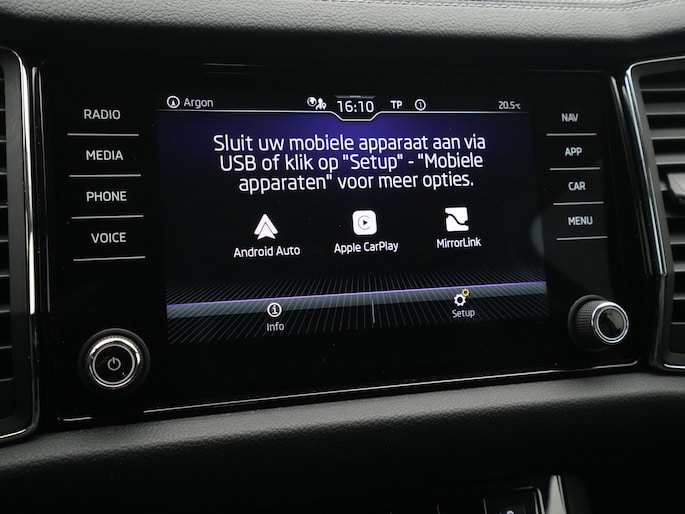 Argon 16:10 TP 1 20.5°C
RADIO
MEDIA
PHONE
VOICE
Sluit uw mobiele apparaat aan via
USB of klik op "Setup" - "Mobiele
apparaten" voor meer opties.
Android Auto
Apple CarPlay
MirrorLink
Info
Setup
NAV
APP
CAR
MENU